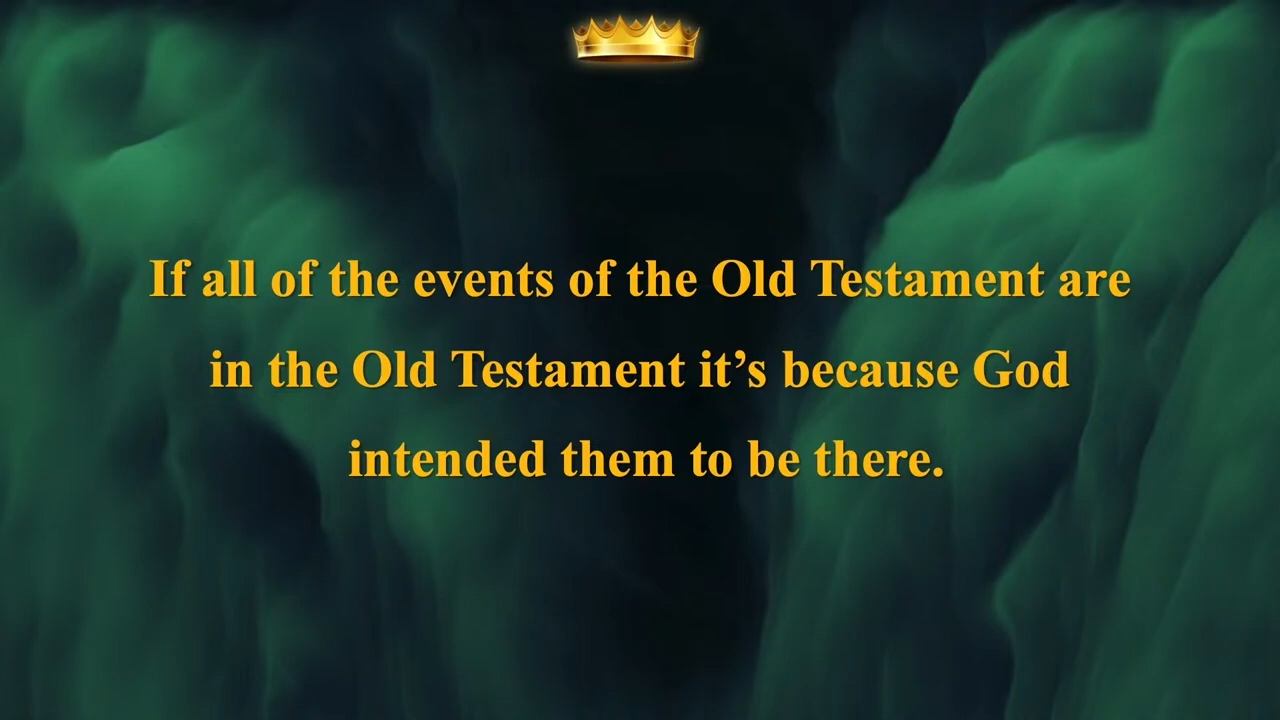 If all of the events of the Old Testament are
in the Old Testament it’s because God
intended them to be there.